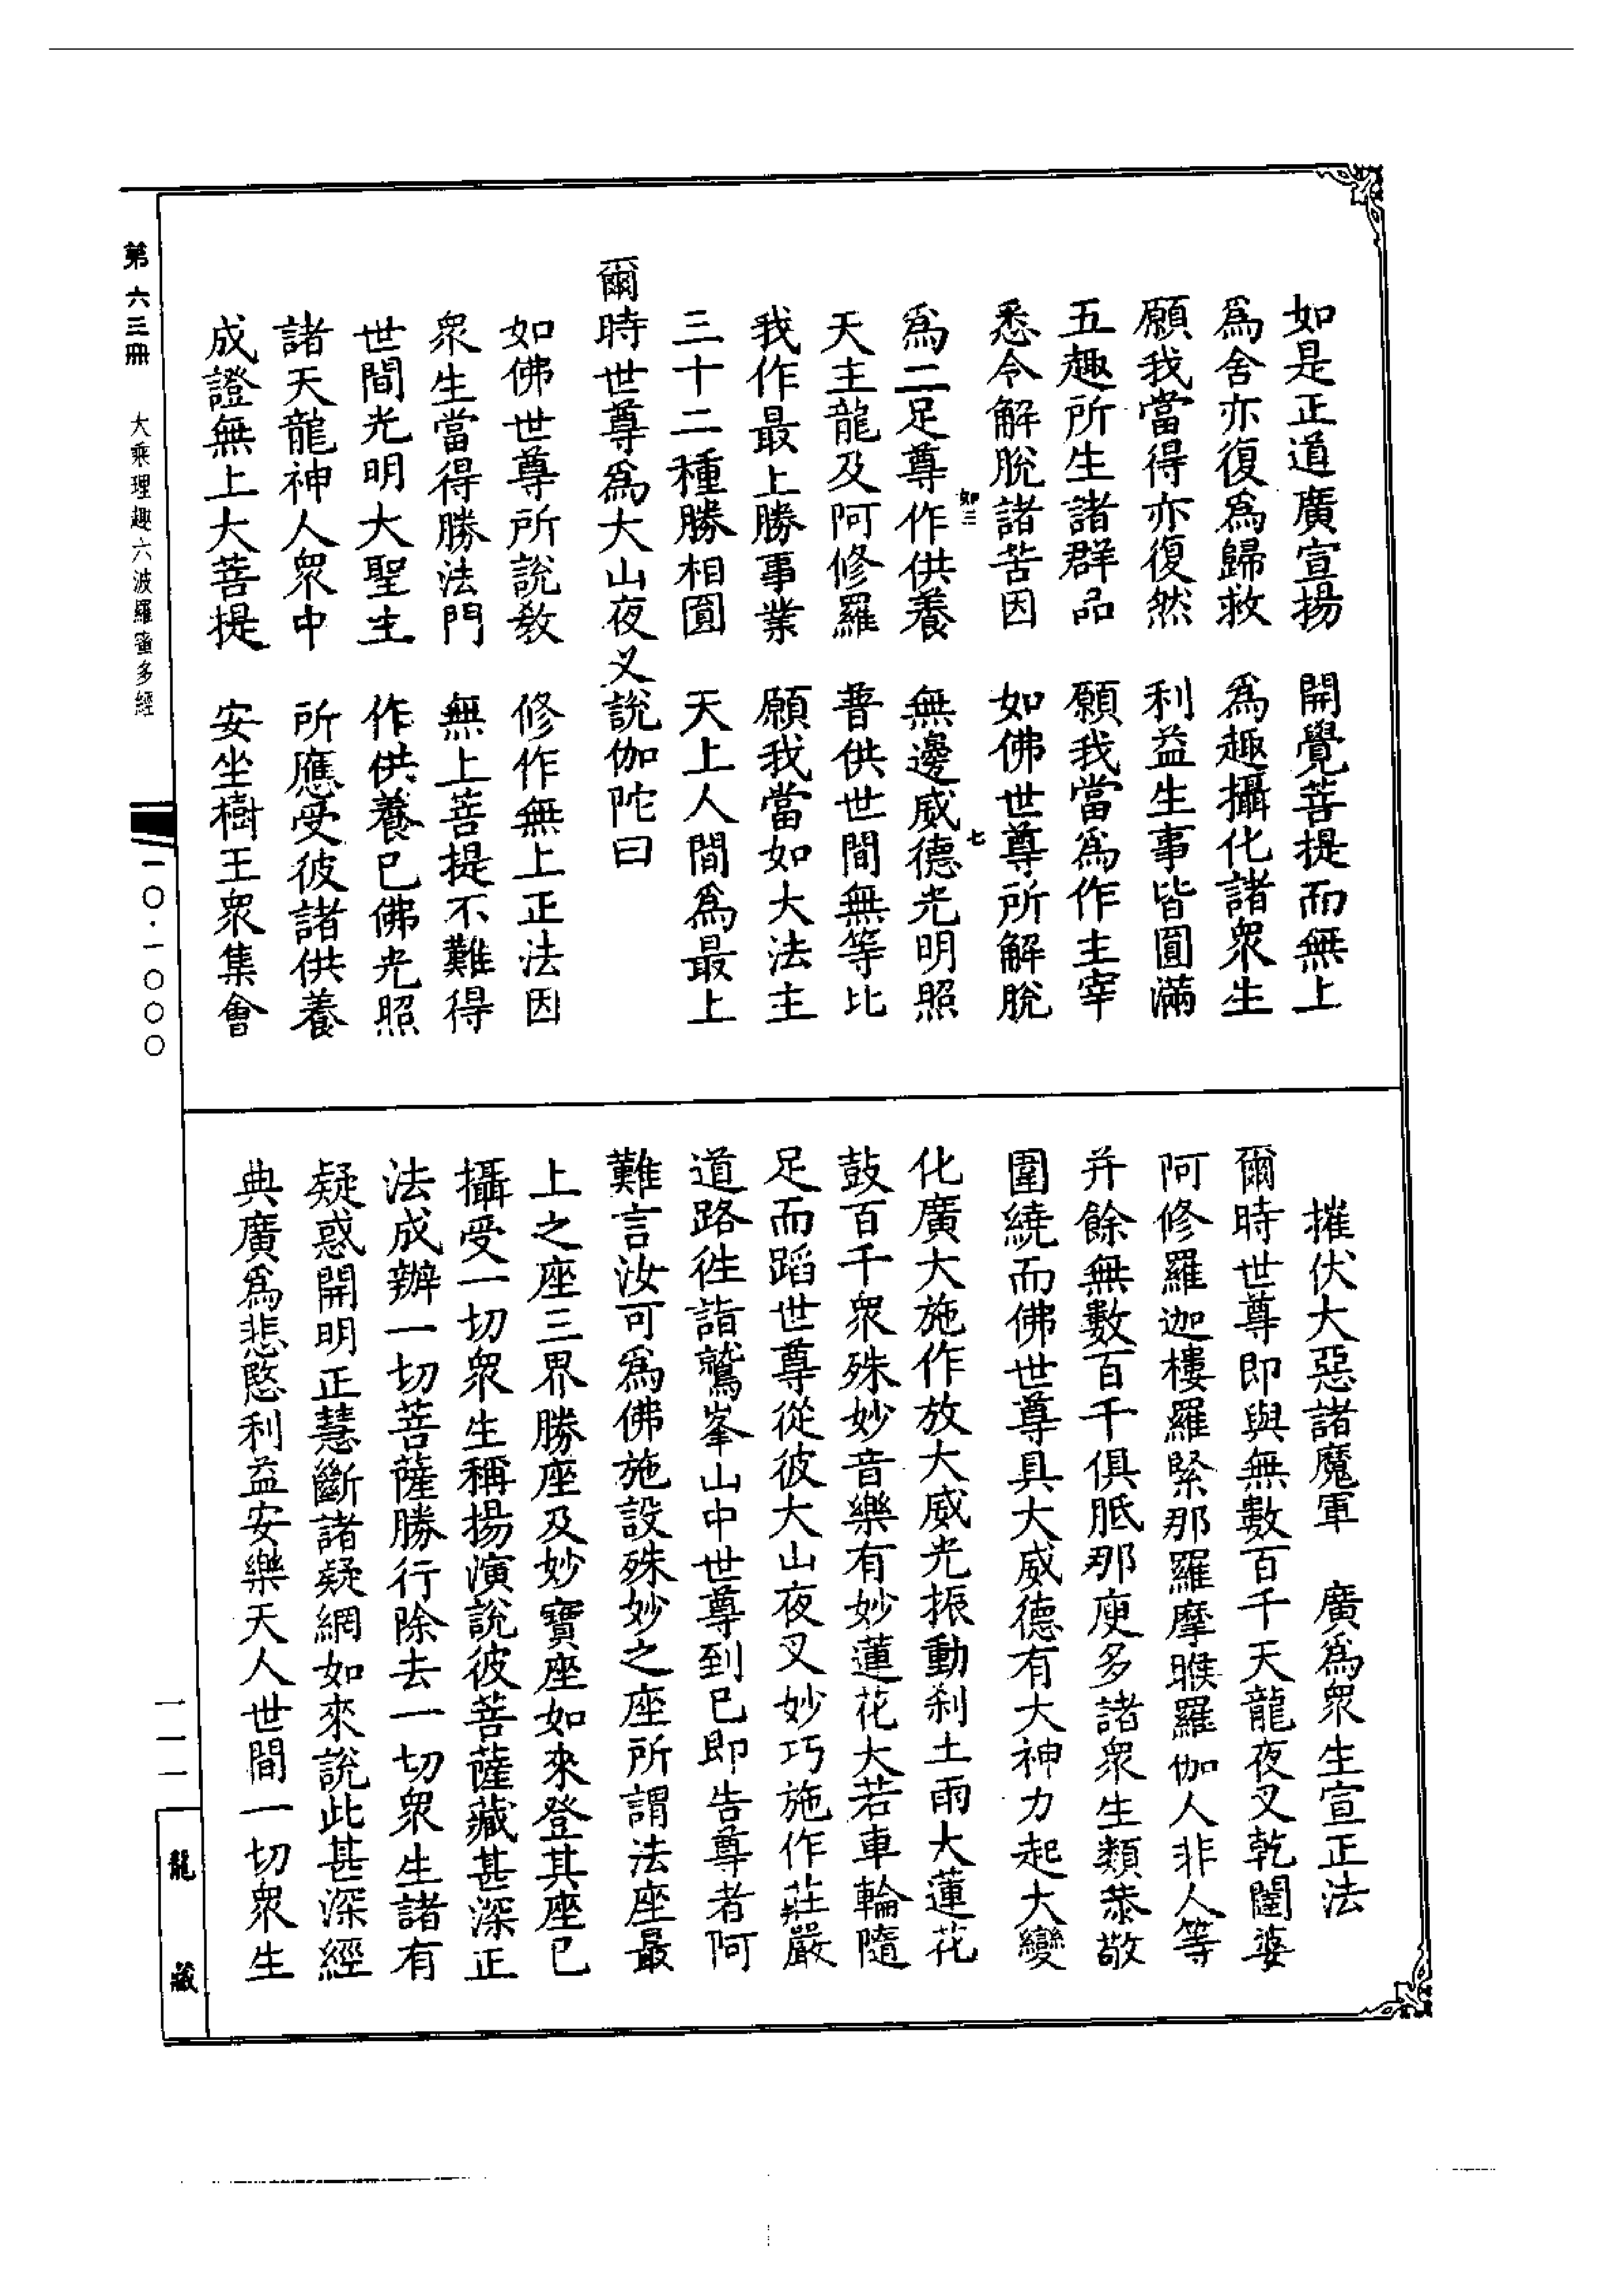 如是正道廣宣揚　開覺菩提而無上
爲舍亦復爲歸救　爲趣攝化諸衆生
願我當得亦復然　利益生事皆圓滿
五趣所生諸群品　願我當爲作主宰
悉令解脫諸苦因　如佛世尊所解脫
如三　七
爲二足尊作供養　無邊威德光明照
天主龍及阿修羅　普供世間無等比
我作最上勝事業　願我當如大法主
三十二種勝相圓　天上人間爲最上
爾時世尊爲大山夜叉說伽陀曰
如佛世尊所說教　修作無上正法因
衆生當得勝法門　無上菩提不難得
世間光明大聖主　作供養已佛光照
諸天龍神人衆中　所應受彼諸供養
成證無上大菩提　安坐樹王衆集會
摧伏大惡諸魔軍　廣爲衆生宣正法
爾時世尊即與無數百千天龍夜叉乾闥婆
阿修羅迦樓羅緊那羅摩睺羅伽人非人等
并餘無數百千俱胝那庾多諸衆生類恭敬
圍繞而佛世尊具大威德有大神力起大變
化廣大施作放大威光振動刹土雨大蓮花
鼓百千衆殊妙音樂有妙蓮花大若車輪隨
足而蹈世尊從彼大山夜叉妙巧施作莊嚴
道路徃詣鷲峯山中世尊到已即告尊者阿
難言汝可爲佛施設殊妙之座所謂法座最
上之座三界勝座及妙寶座如來登其座已
攝受一切衆生稱揚演說彼菩薩藏甚深正
法成辦一切菩薩勝行除去一切衆生諸有
疑惑開明正慧斷諸疑網如來說此甚深經
典廣爲悲愍利益安樂天人世間一切衆生
第六三冊　大乘理趣六波羅蜜多經　一〇·一〇〇〇
一一一
龍藏